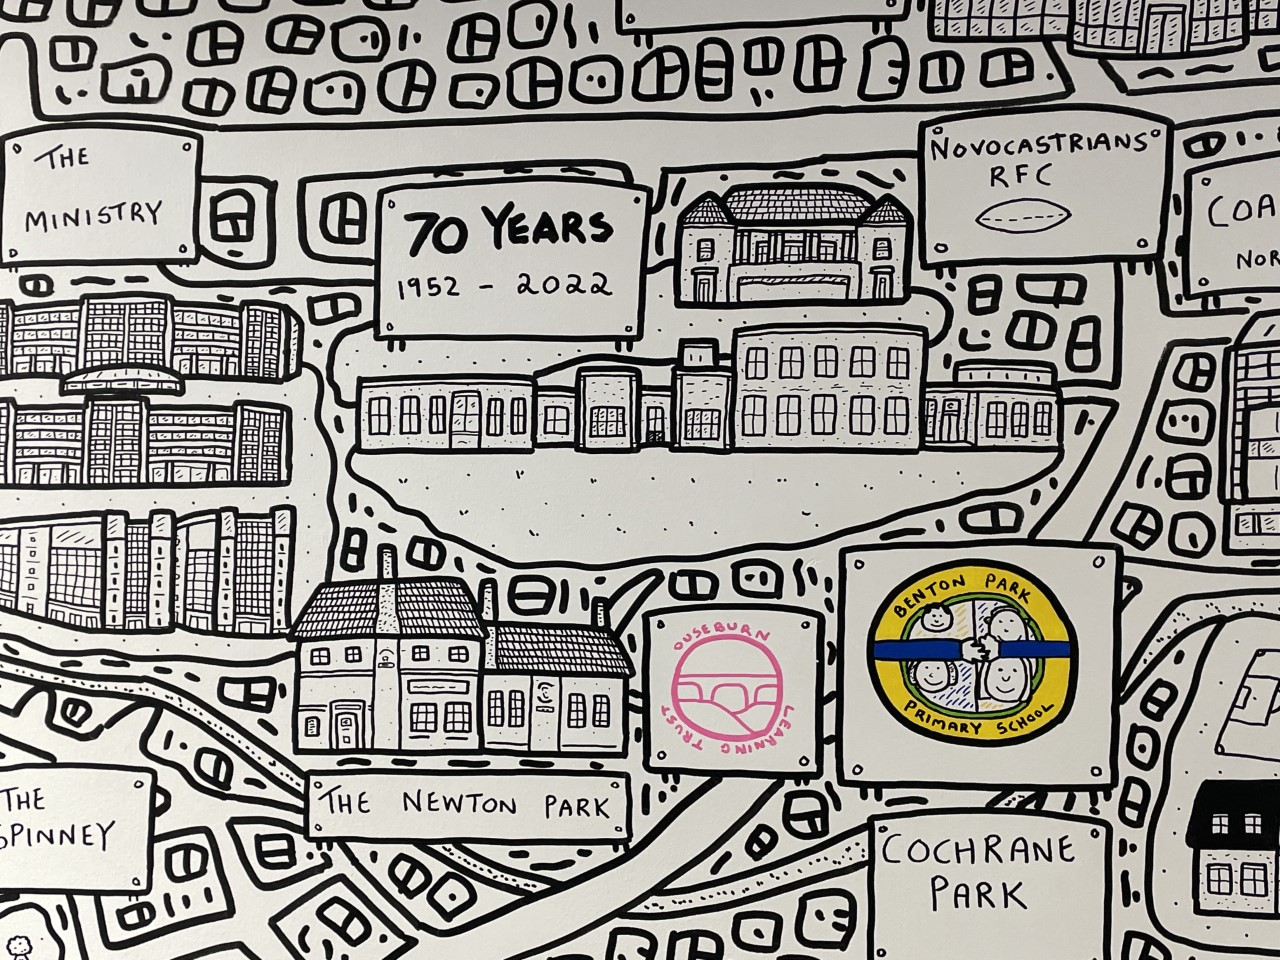 THE
MINISTRY
70 YEARS
1952 - 2022
NOVOCASTRIANS
RFC
COA
NOR
OUSEBURN
LEARNING TRUST
BENTON PARK
PRIMARY SCHOOL
THE NEWTON PARK
THE
SPINNEY
COCHRANE
PARK